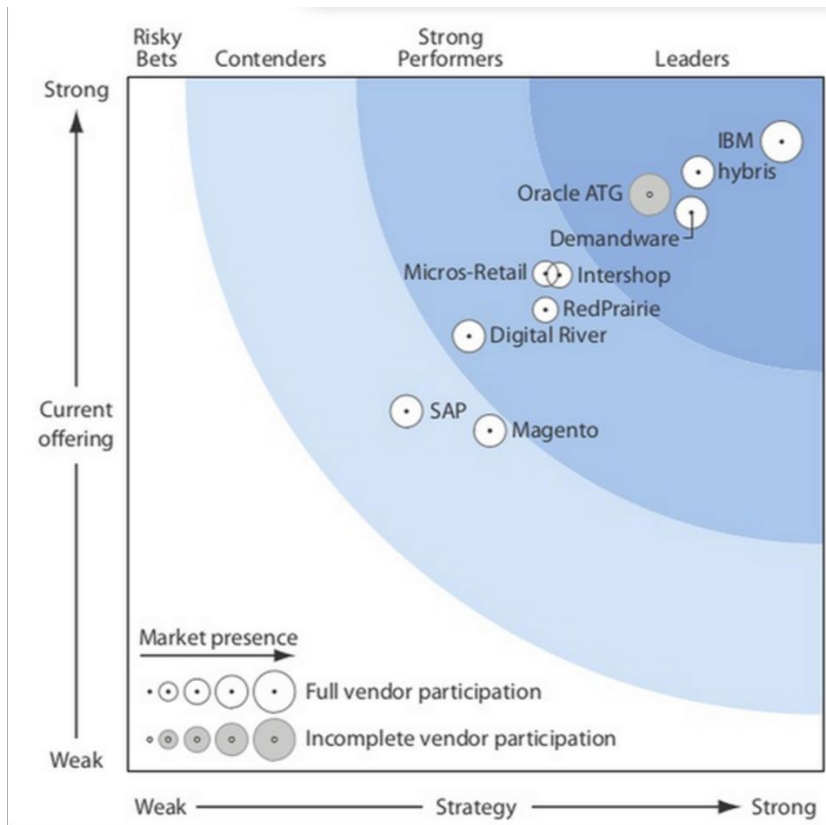 Risky
Bets
Contenders
Strong
Performers
Leaders
Strong
IBM
hybris
Oracle ATG
Demandware
Micros-Retail
Intershop
RedPrairie
Digital River
Current
offering
SAP
Magento
Market presence
Full vendor participation
Incomplete vendor participation
Weak
Weak
Strategy
Strong